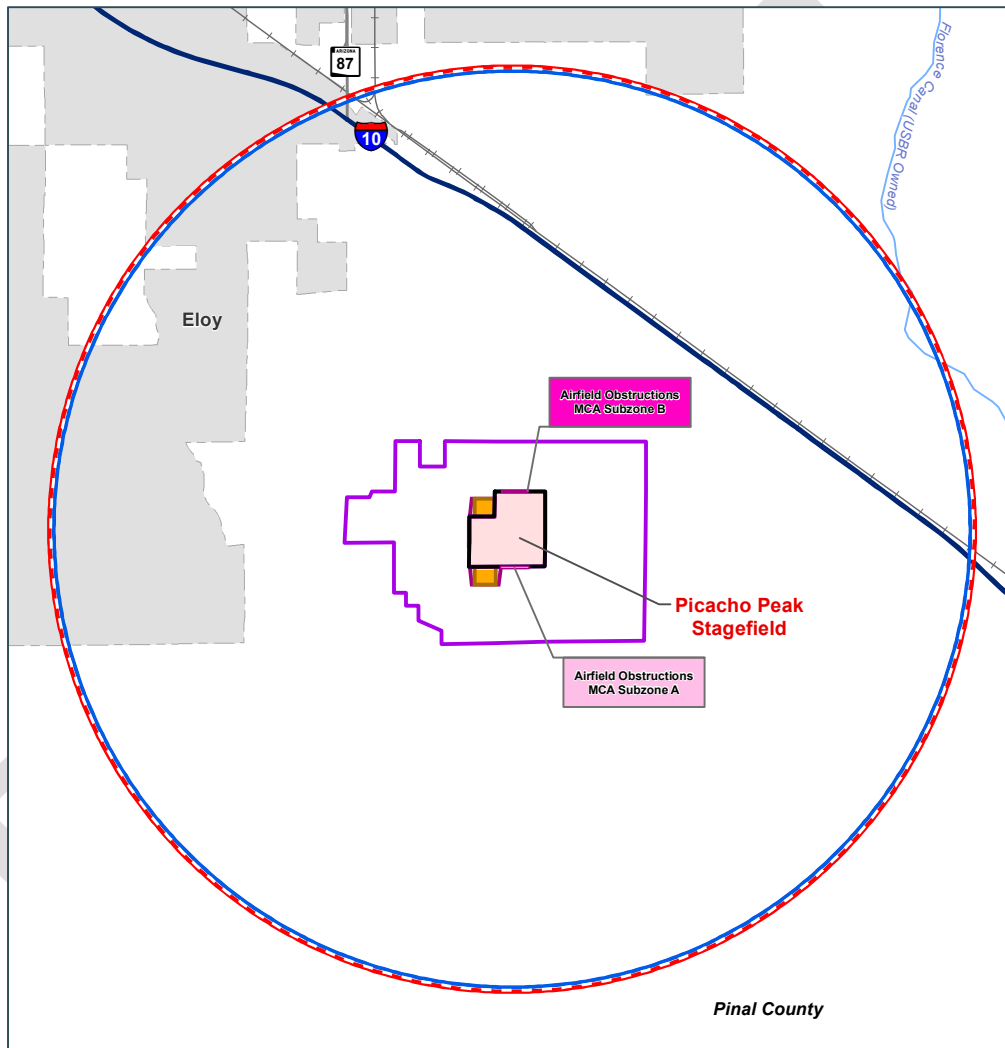 ARIZONA
87
10
Florence Canal (USBR Owned)
Eloy
Airfield Obstructions
MCA Subzone B
Picacho Peak
Stagefield
Airfield Obstructions
MCA Subzone A
Pinal County